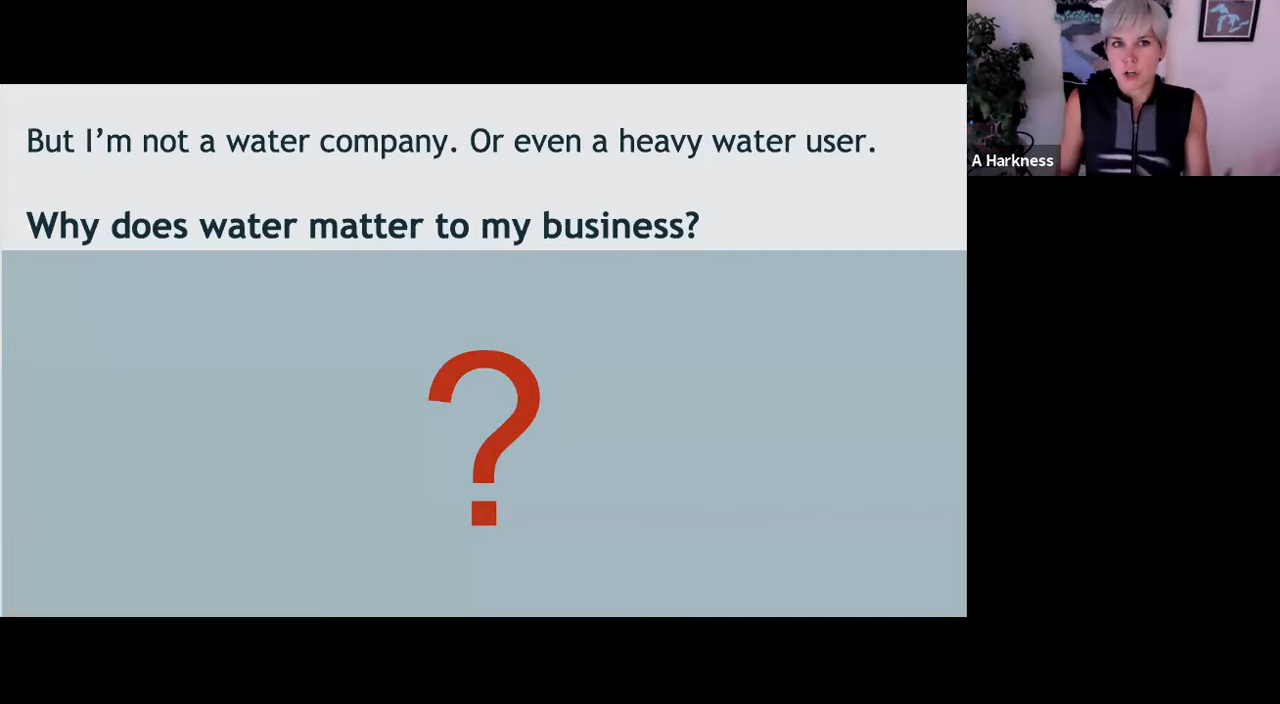 But I’m not a water company. Or even a heavy water user.
Why does water matter to my business?
?
A Harkness